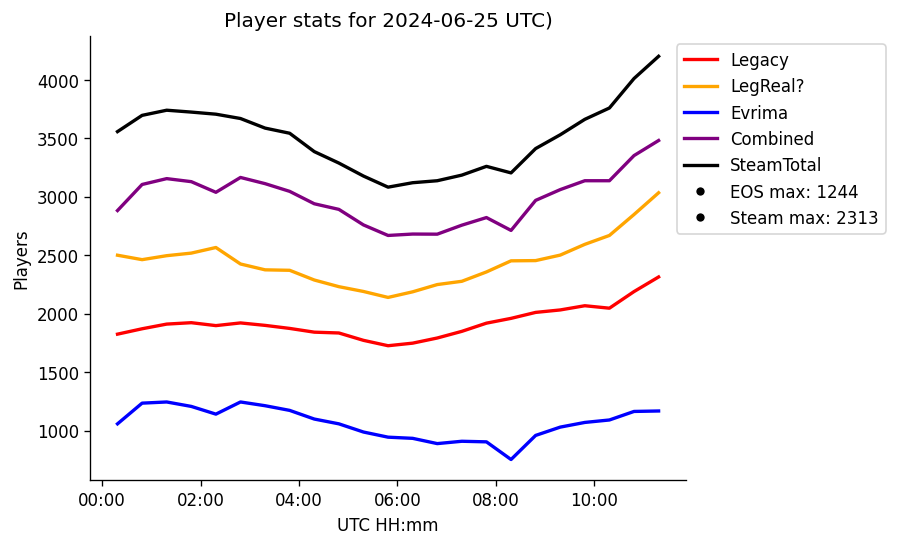 Player stats for 2024-06-25 UTC)
Players
4000
3500
3000
2500
2000
1500
1000
00:00 02:00 04:00 06:00 08:00 10:00
UTC HH:mm
Legacy
LegReal?
Evrima
Combined
SteamTotal
EOS max: 1244
Steam max: 2313